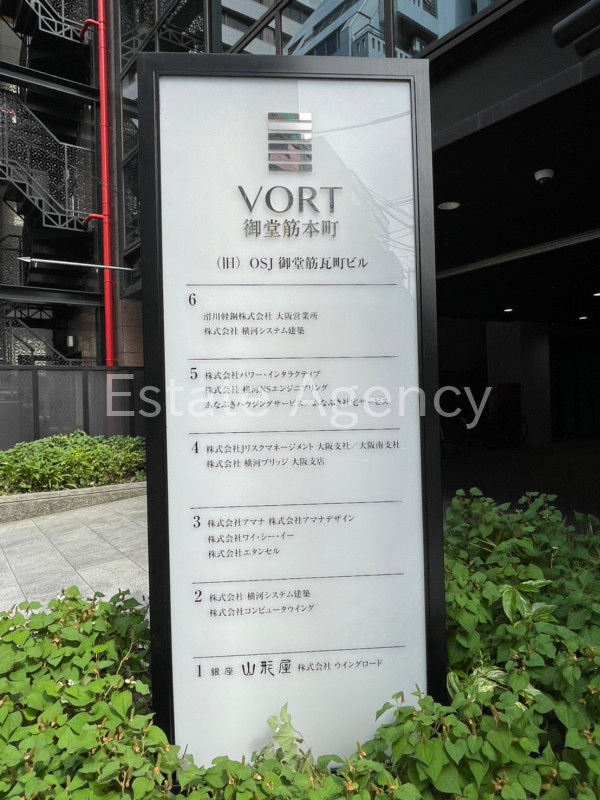 VORT
御堂筋本町
（旧）OSJ 御堂筋瓦町ビル
6
滑川軽銅株式会社 大阪営業所
株式会社 横河システム建築
5 株式会社パワー・インタラクティブ
株式会社 横河NSエンジニアリング
あなぶきハウジングサービス／あなぶき社宅サービス
Estate Agency
4 株式会社Jリスクマネージメント 大阪支社／大阪南支社
株式会社 横河ブリッジ 大阪支店
3 株式会社アマナ 株式会社アマナデザイン
株式会社ワイ・シー・イー
株式会社エタンセル
2 株式会社 横河システム建築
株式会社コンピュータウイング
1 銀座 山形屋 株式会社 ウイングロード